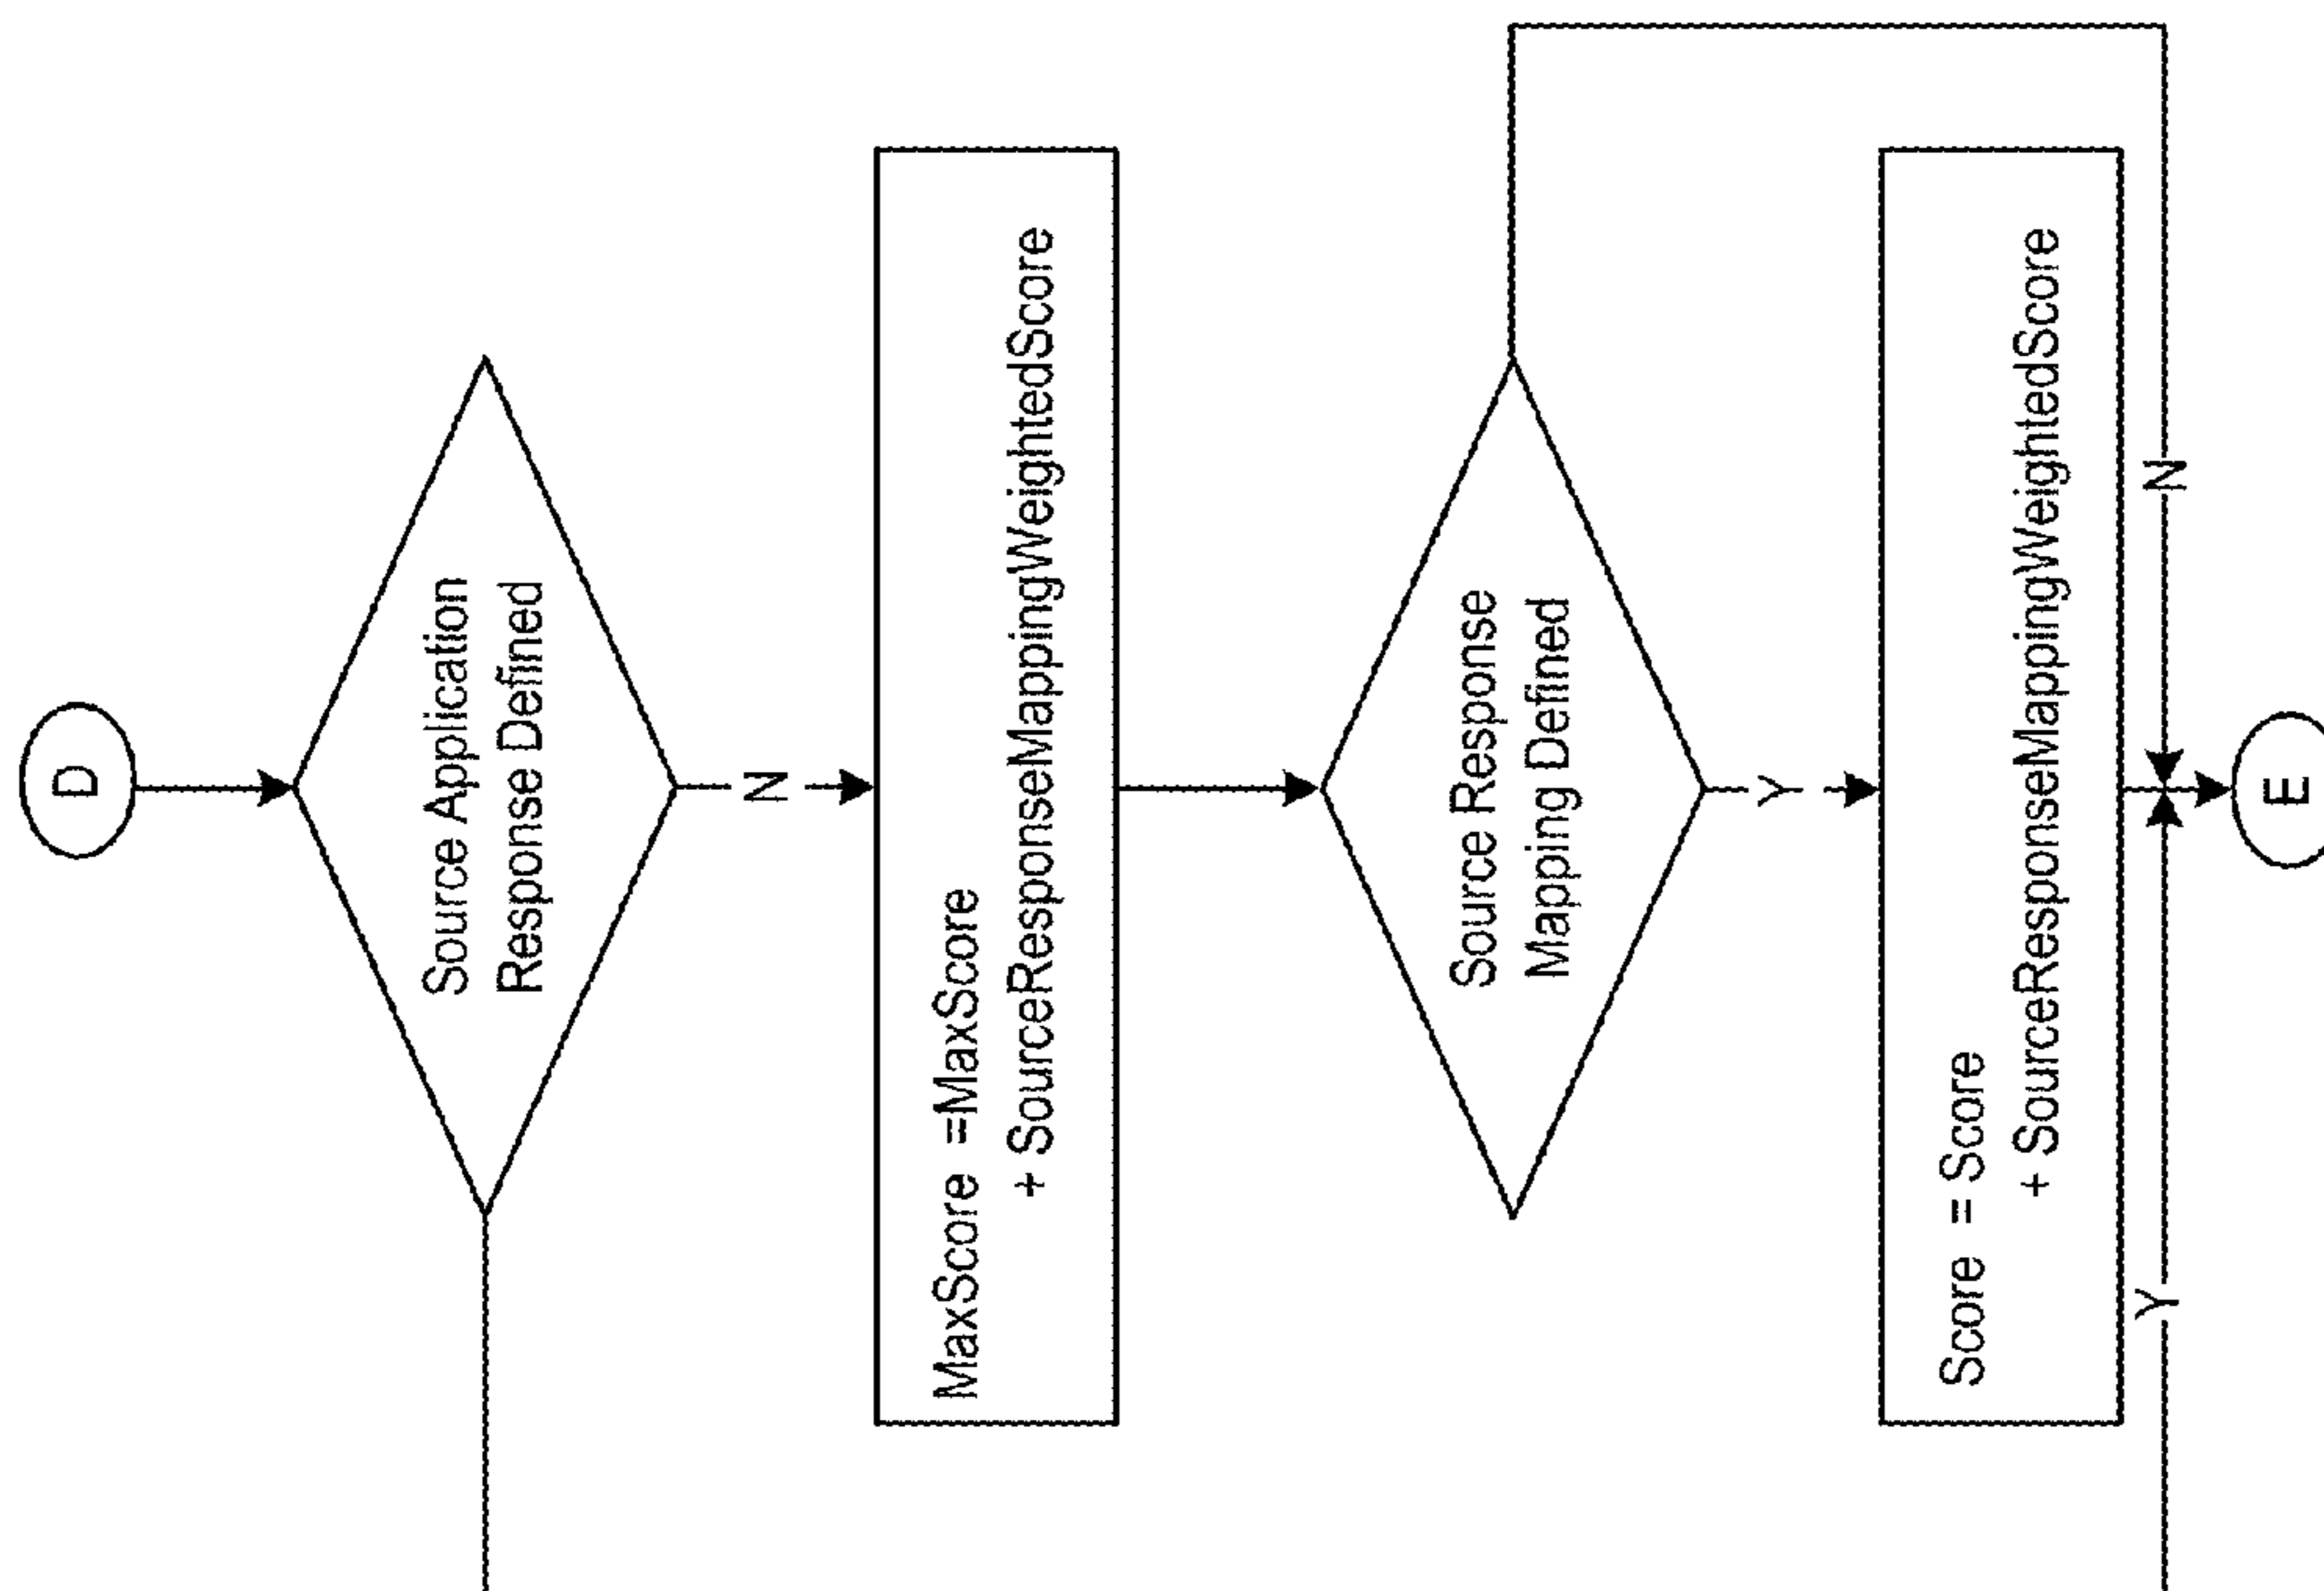 D
Source Application
Response Defined
N
MaxScore =MaxScore
+ SourceResponseMappingWeightedScore
Source Response
Mapping Defined
Y
Score = Score
+ SourceResponseMappingWeightedScore
N
Y
E